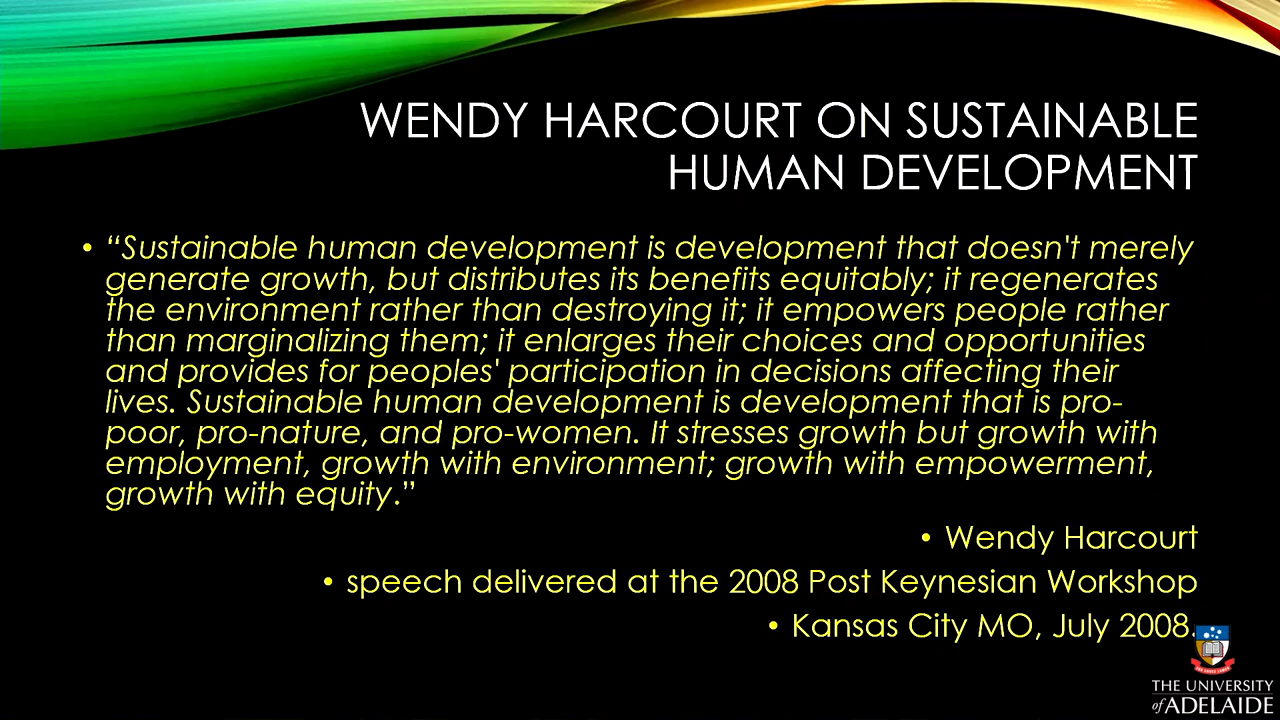 WENDY HARCOURT ON SUSTAINABLE
HUMAN DEVELOPMENT
• “Sustainable human development is development that doesn't merely
generate growth, but distributes its benefits equitably; it regenerates
the environment rather than destroying it; it empowers people rather
than marginalizing them; it enlarges their choices and opportunities
and provides for peoples' participation in decisions affecting their
lives. Sustainable human development is development that is pro-
poor, pro-nature, and pro-women. It stresses growth but growth with
employment, growth with environment; growth with empowerment,
growth with equity.”
• Wendy Harcourt
• speech delivered at the 2008 Post Keynesian Workshop
• Kansas City MO, July 2008.
THE UNIVERSITY
of ADELAIDE